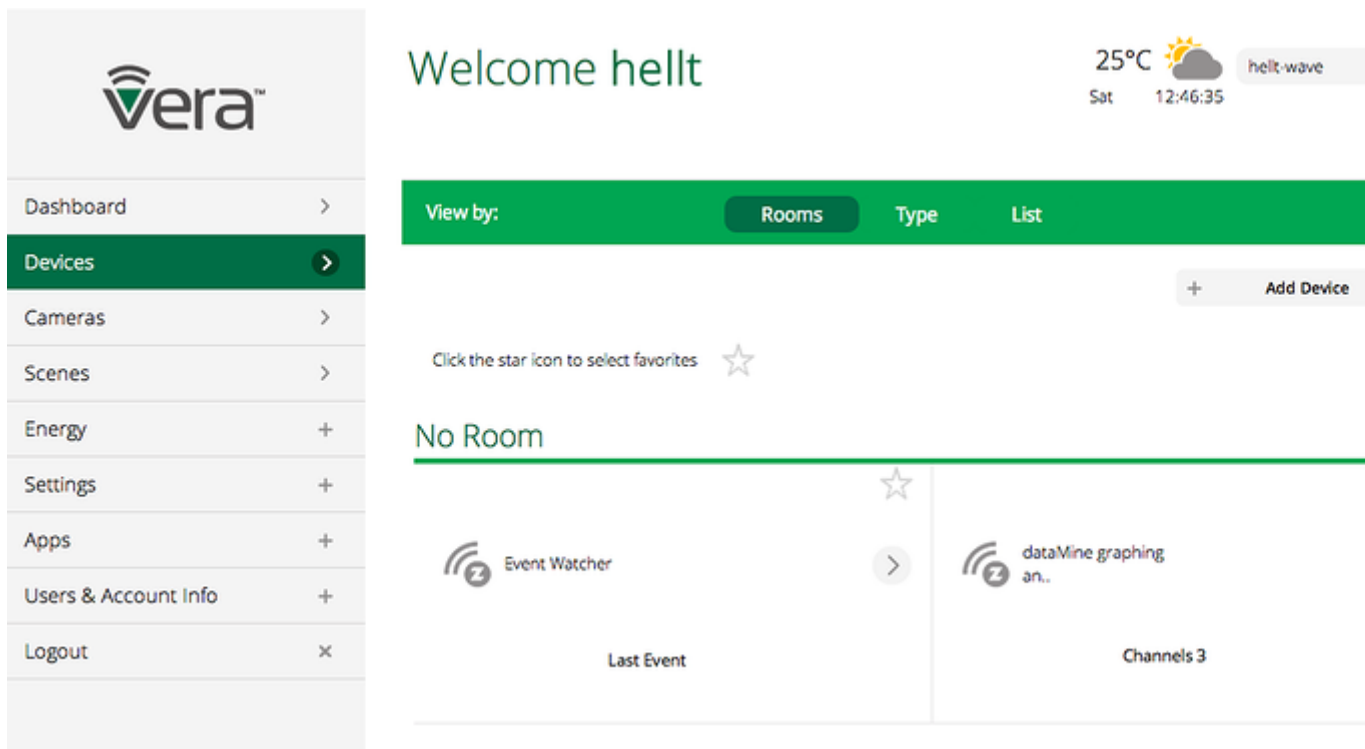 vera™
Dashboard
Devices
Cameras
Scenes
Energy
Settings
Apps
Users & Account Info
Logout
Welcome hellt
25°C
Sat 12:46:35
hellt-wave
View by: Rooms Type List
+ Add Device
Click the star icon to select favorites
No Room
Event Watcher
Last Event
dataMine graphing
an..
Channels 3